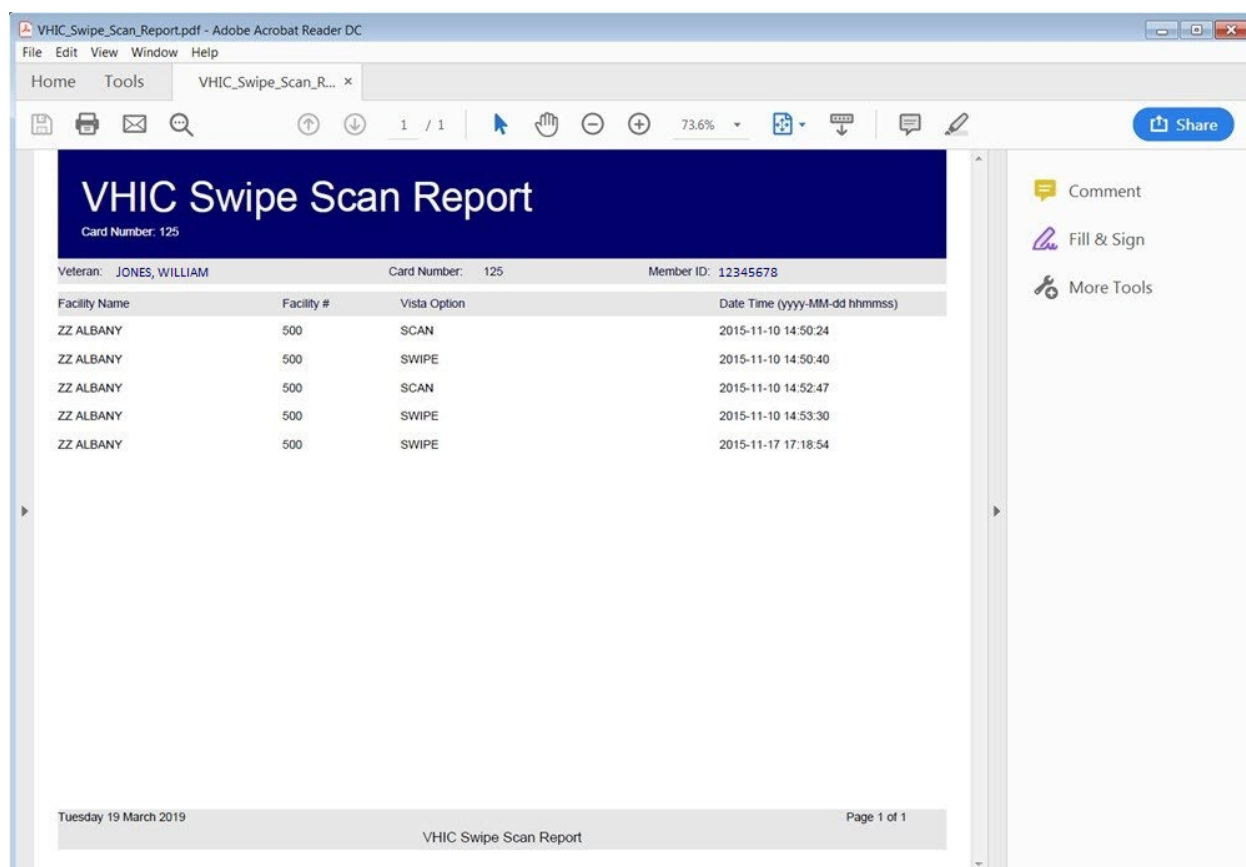 VHIC_Swipe_Scan_Report.pdf - Adobe Acrobat Reader DC
File Edit View Window Help
Home Tools VHIC_Swipe_Scan_R... ×
1 / 1 73.6% Share
VHIC Swipe Scan Report
Card Number: 125
Veteran: JONES, WILLIAM Card Number: 125 Member ID: 12345678
Facility Name Facility # Vista Option Date Time (yyyy-MM-dd hhmmss)
ZZ ALBANY 500 SCAN 2015-11-10 14:50:24
ZZ ALBANY 500 SWIPE 2015-11-10 14:50:40
ZZ ALBANY 500 SCAN 2015-11-10 14:52:47
ZZ ALBANY 500 SWIPE 2015-11-10 14:53:30
ZZ ALBANY 500 SWIPE 2015-11-17 17:18:54
Tuesday 19 March 2019 Page 1 of 1
VHIC Swipe Scan Report
Comment
Fill & Sign
More Tools